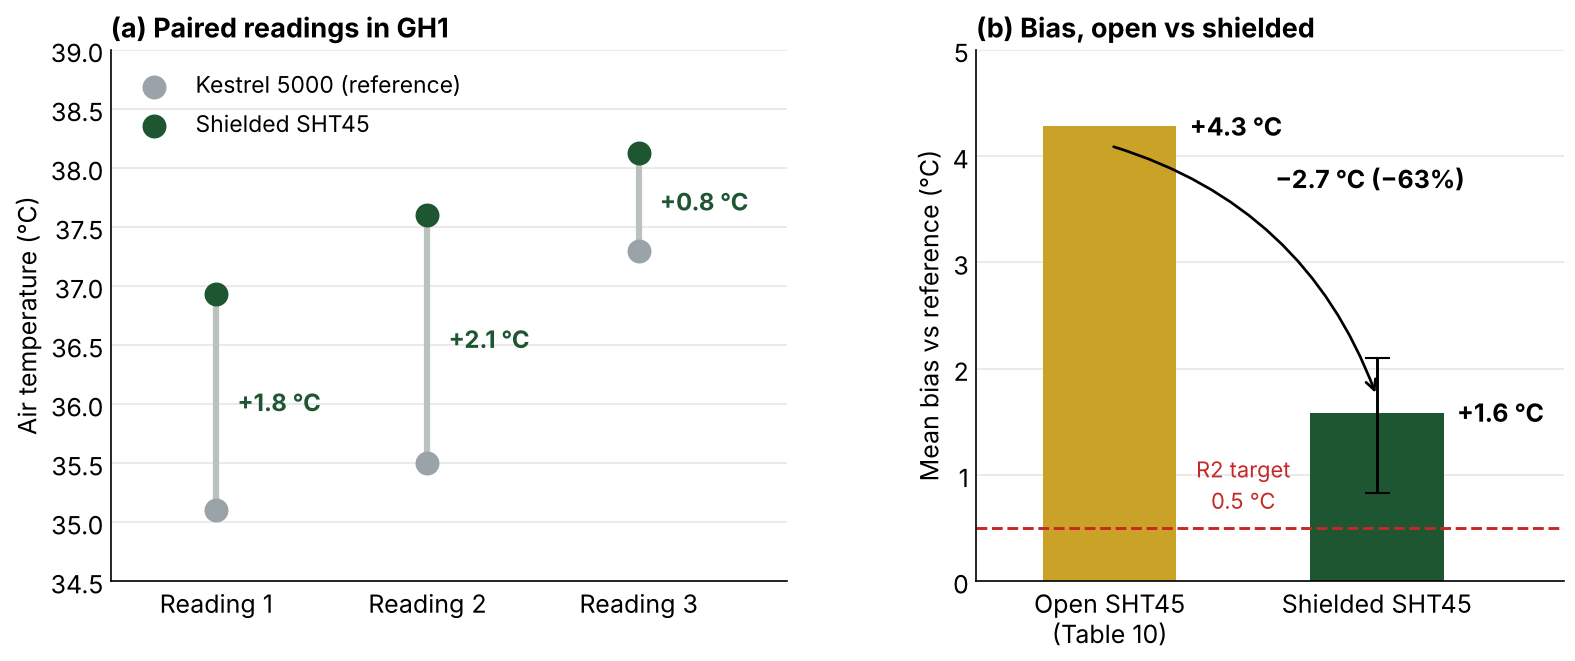 (a) Paired readings in GH1
Kestrel 5000 (reference)
Shielded SHT45
Air temperature (°C)
39.0
38.5
38.0
37.5
37.0
36.5
36.0
35.5
35.0
34.5
+1.8 °C
+2.1 °C
+0.8 °C
Reading 1
Reading 2
Reading 3
(b) Bias, open vs shielded
Mean bias vs reference (°C)
5
4
3
2
1
0
+4.3 °C
−2.7 °C (−63%)
+1.6 °C
R2 target
0.5 °C
Open SHT45
(Table 10)
Shielded SHT45